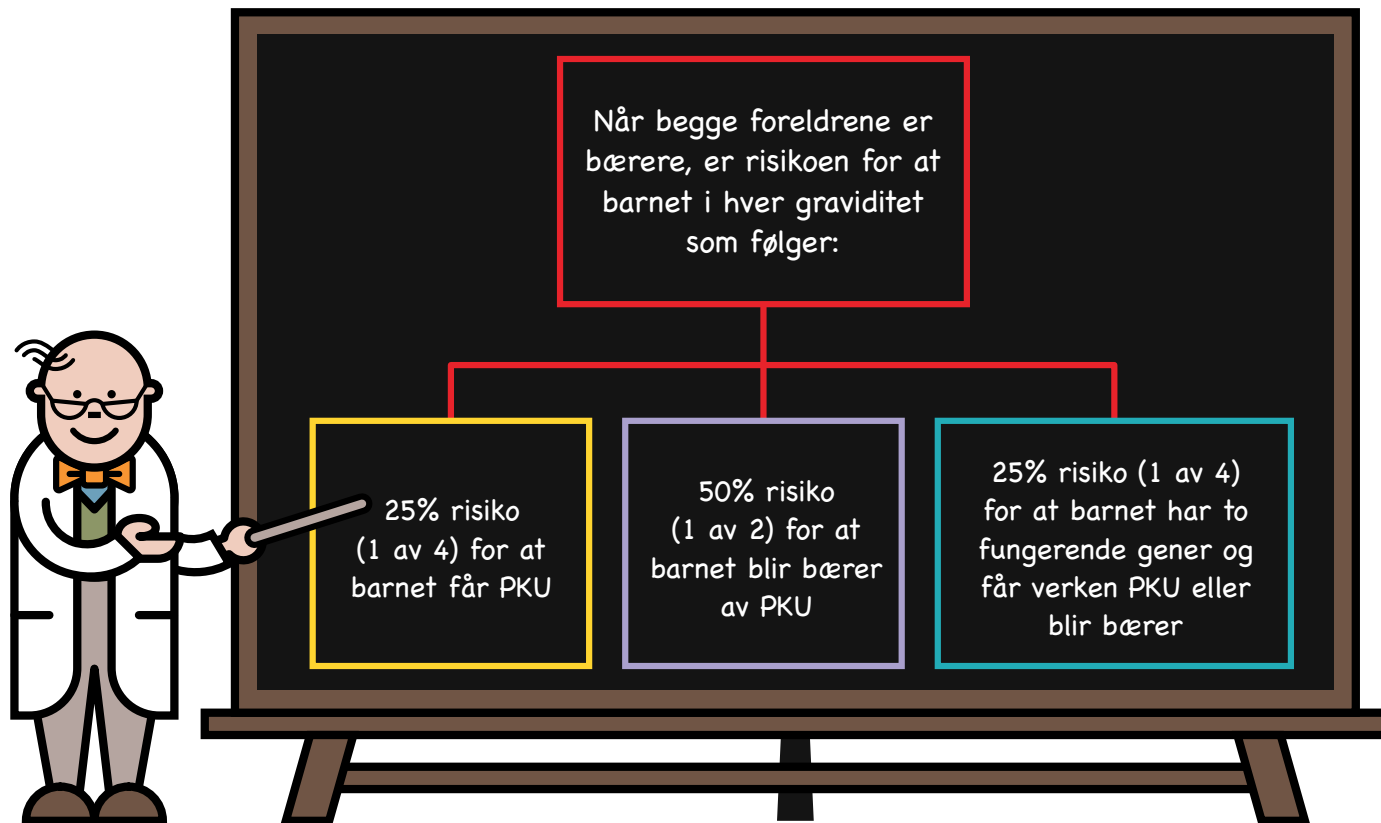 Når begge foreldrene er
bærere, er risikoen for at
barnet i hver graviditet
som følger:
25% risiko
(1 av 4) for at
barnet får PKU
50% risiko
(1 av 2) for at
barnet blir bærer
av PKU
25% risiko (1 av 4)
for at barnet har to
fungerende gener og
får verken PKU eller
blir bærer